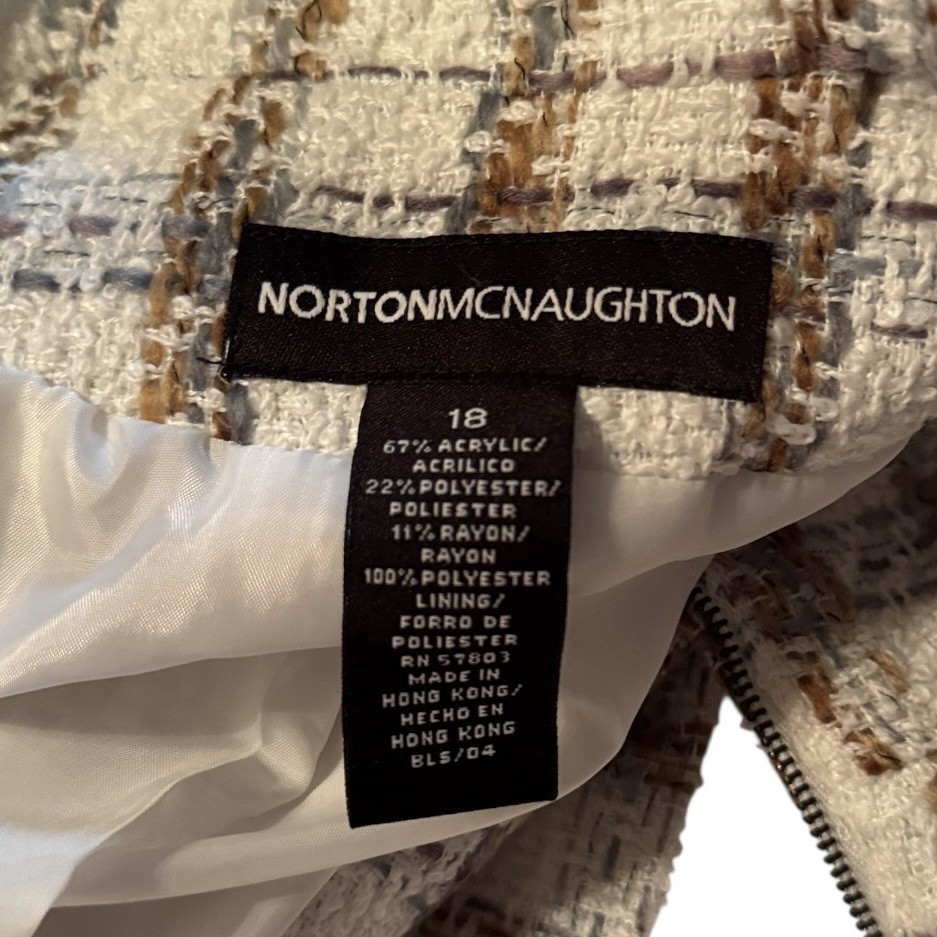 NORTONMCNAUGHTON
18
67% ACRYLIC/
ACRILICO
22% POLYESTER/
POLIESTER
11% RAYON/
RAYON
100% POLYESTER
LINING/
FORRO DE
POLIESTER
RN 57803
MADE IN
HONG KONG/
HECHO EN
HONG KONG
BLS/04